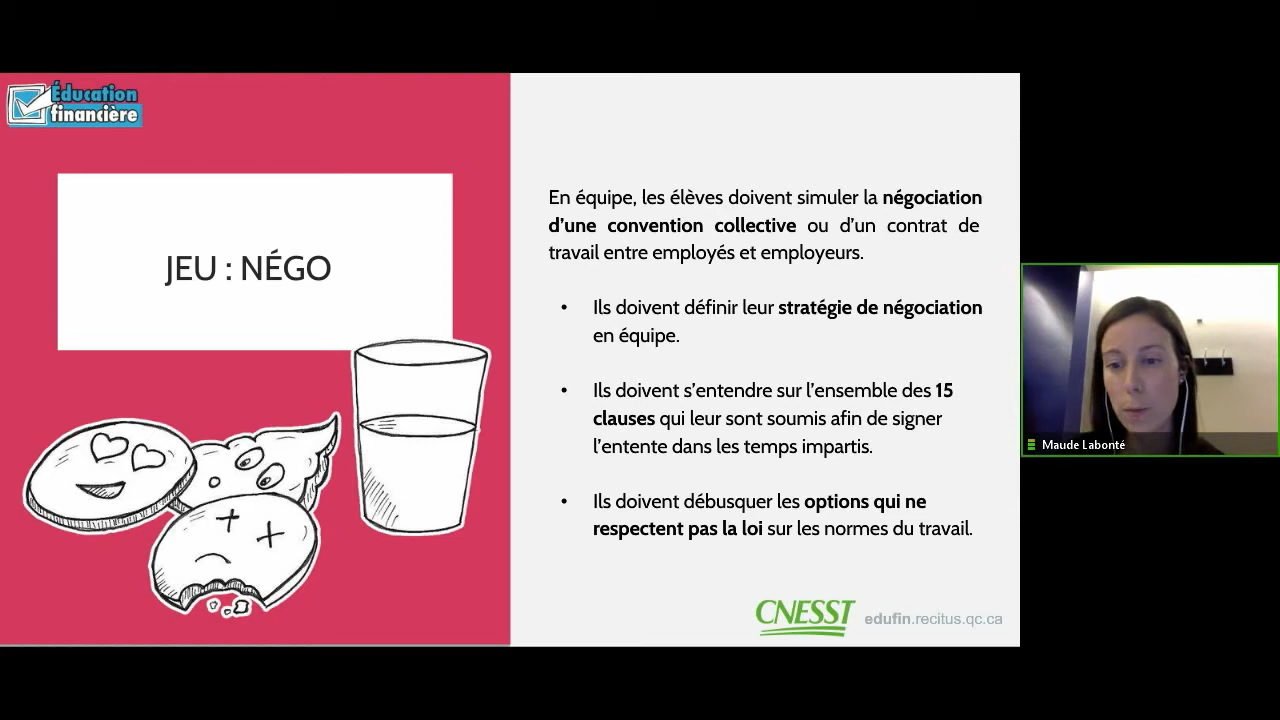 Éducation
financière
JEU : NÉGO
En équipe, les élèves doivent simuler la négociation
d'une convention collective ou d'un contrat de
travail entre employés et employeurs.
• Ils doivent définir leur stratégie de négociation
en équipe.
• Ils doivent s'entendre sur l'ensemble des 15
clauses qui leur sont soumis afin de signer
l'entente dans les temps impartis.
• Ils doivent débusquer les options qui ne
respectent pas la loi sur les normes du travail.
CNESST
edufin.recitus.qc.ca
Maude Labonté